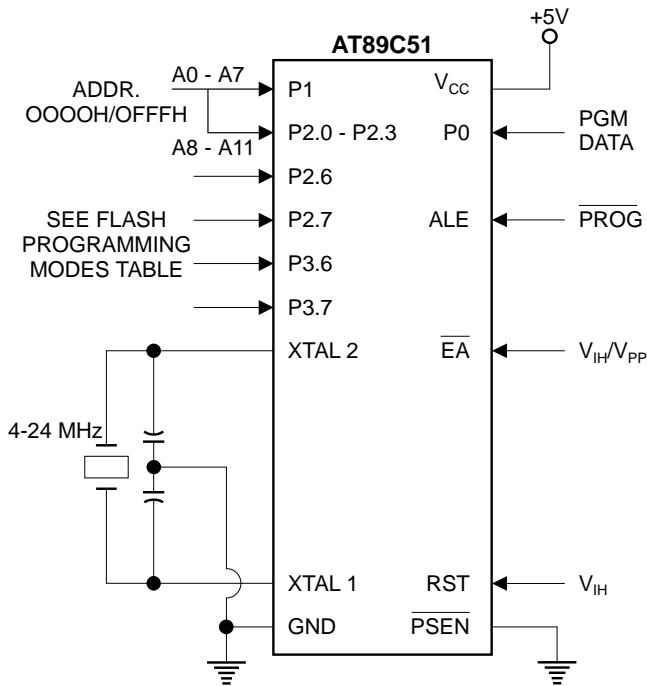 +5V
AT89C51
A0 - A7
ADDR.
OOOOH/OFFFH
P1
VCC
P2.0 - P2.3
P0
PGM
DATA
A8 - A11
P2.6
SEE FLASH
PROGRAMMING
MODES TABLE
P2.7
ALE
PROG
P3.6
P3.7
XTAL 2
EA
VIH/VPP
4-24 MHz
XTAL 1
RST
VIH
GND
PSEN